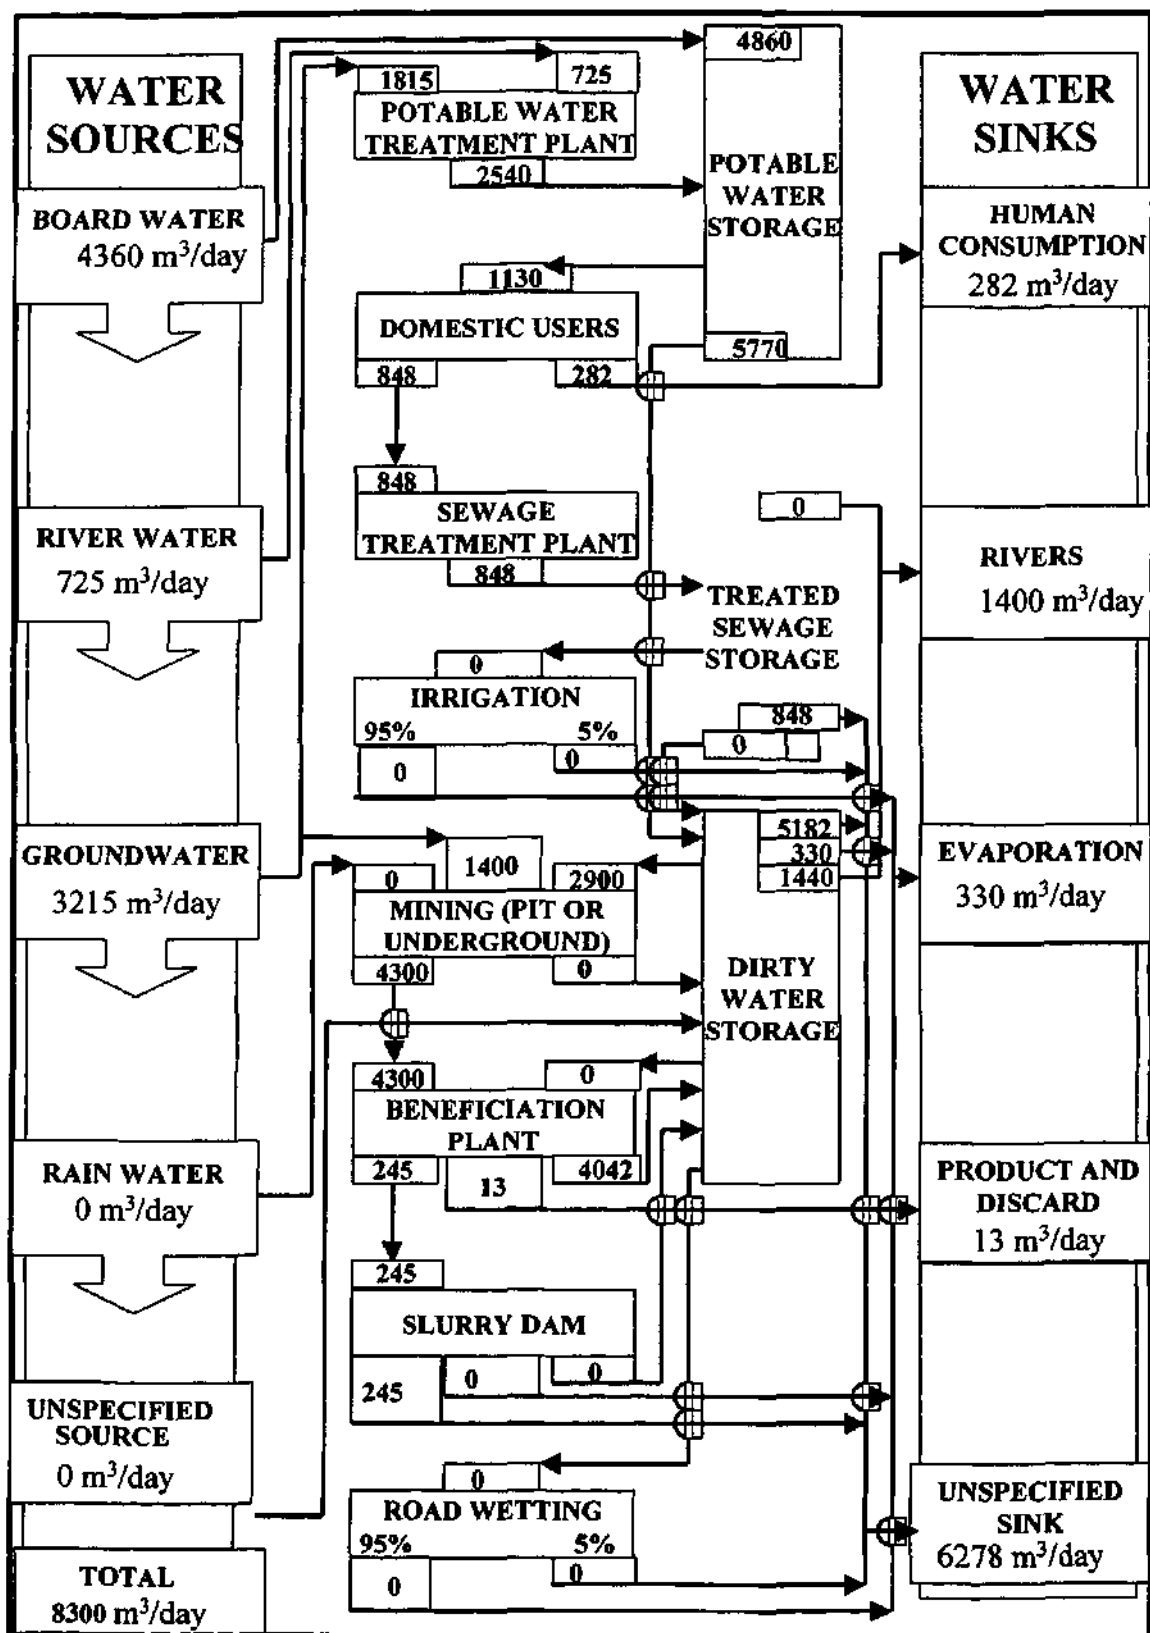 WATER
SOURCES
BOARD WATER
4360 m³/day
RIVER WATER
725 m³/day
GROUNDWATER
3215 m³/day
RAIN WATER
0 m³/day
UNSPECIFIED
SOURCE
0 m³/day
TOTAL
8300 m³/day
1815
725
POTABLE WATER
TREATMENT PLANT
2540
4860
POTABLE
WATER
STORAGE
5770
1130
DOMESTIC USERS
848
282
848
SEWAGE
TREATMENT PLANT
848
0
TREATED
SEWAGE
STORAGE
848
0
0
IRRIGATION
95%
5%
0
0
0
1400
2900
MINING (PIT OR
UNDERGROUND)
4300
0
5182
330
1440
DIRTY
WATER
STORAGE
4300
0
BENEFICIATION
PLANT
245
13
4042
245
SLURRY DAM
245
0
0
0
ROAD WETTING
95%
5%
0
0
WATER
SINKS
HUMAN
CONSUMPTION
282 m³/day
RIVERS
1400 m³/day
EVAPORATION
330 m³/day
PRODUCT AND
DISCARD
13 m³/day
UNSPECIFIED
SINK
6278 m³/day